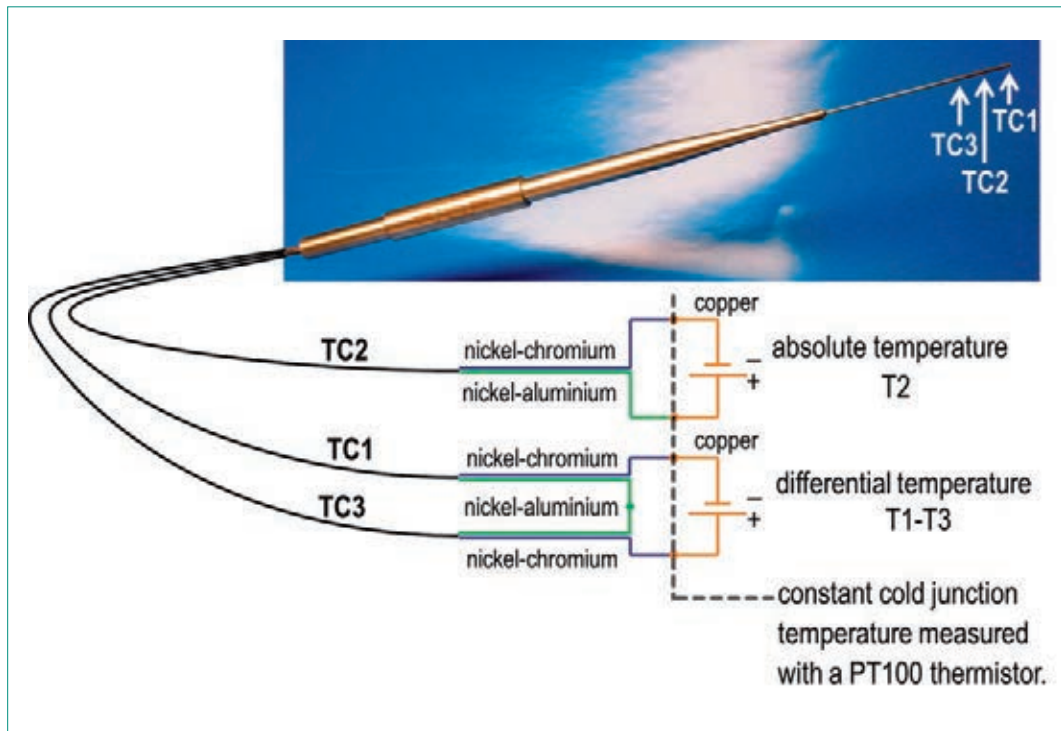 TC3
TC1
TC2
copper
TC2
nickel-chromium
nickel-aluminium
–
+
absolute temperature
T2
copper
TC1
nickel-chromium
nickel-aluminium
TC3
nickel-chromium
–
+
differential temperature
T1-T3
constant cold junction
temperature measured
with a PT100 thermistor.